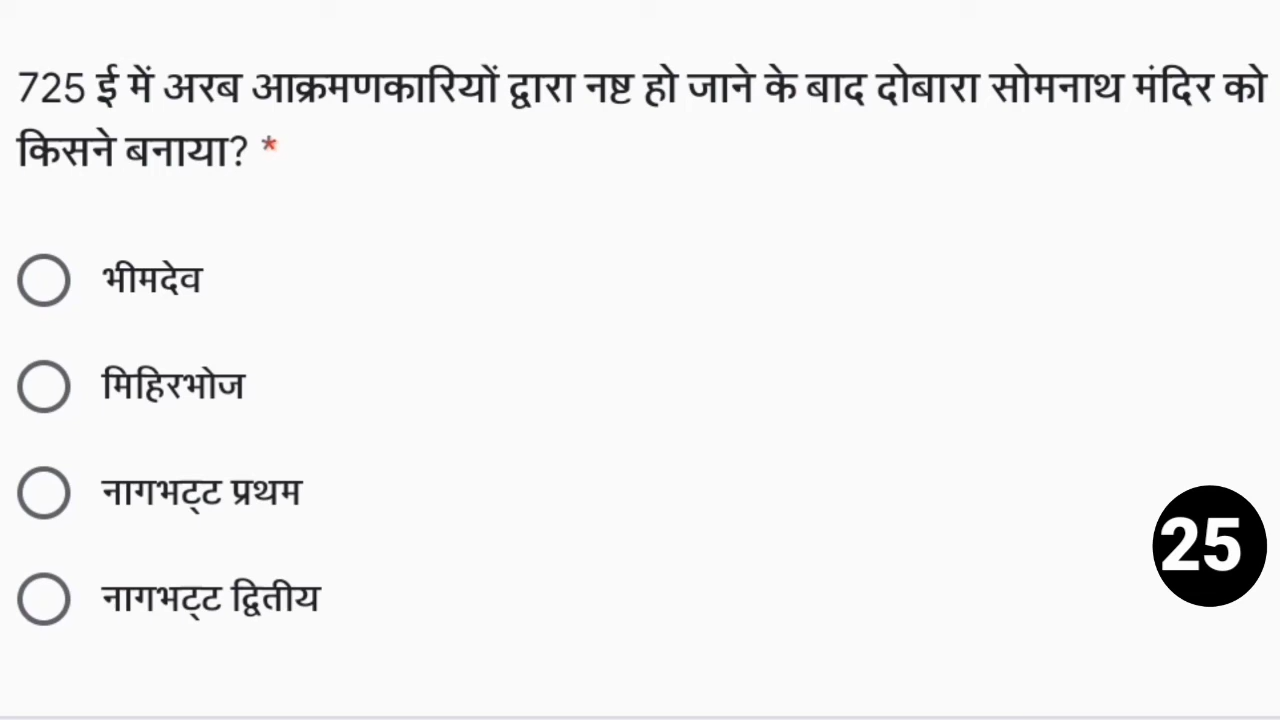 725 ई में अरब आक्रमणकारियों द्वारा नष्ट हो जाने के बाद दोबारा सोमनाथ मंदिर को
किसने बनाया? *
भीमदेव
मिहिरभोज
नागभट्ट प्रथम
नागभट्ट द्वितीय
25